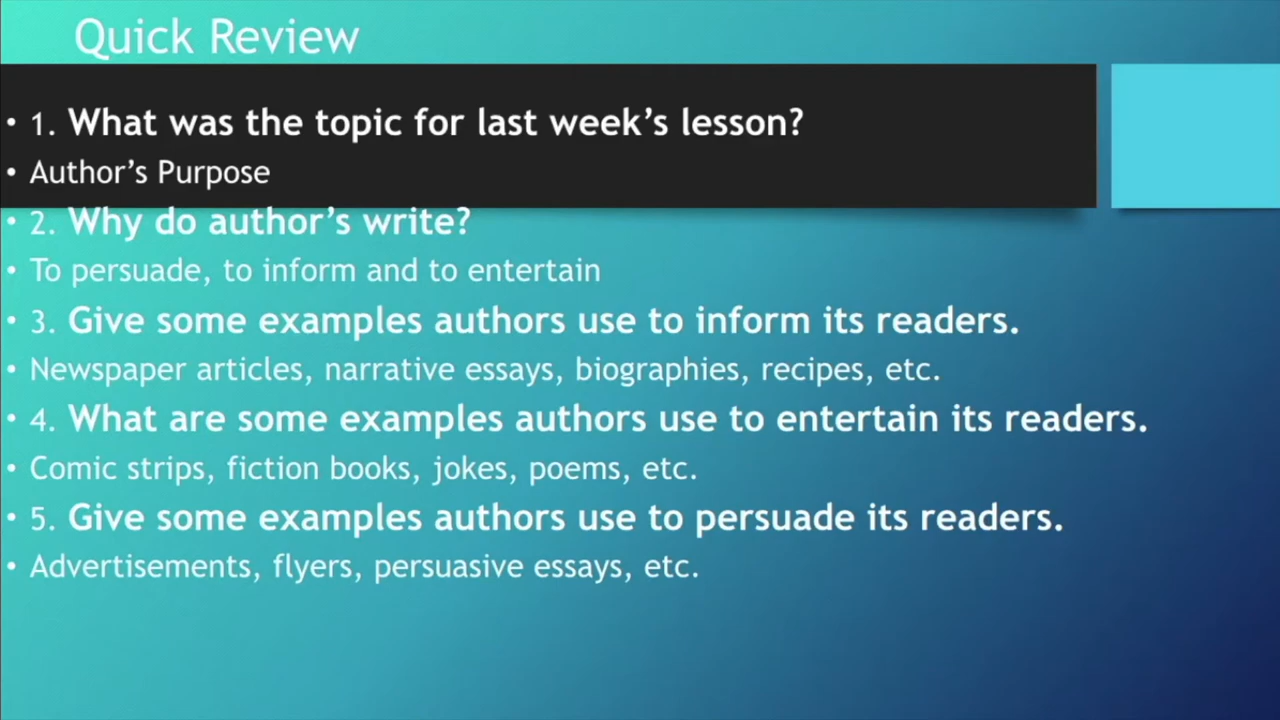 Quick Review
• 1. What was the topic for last week’s lesson?
• Author’s Purpose
• 2. Why do author’s write?
• To persuade, to inform and to entertain
• 3. Give some examples authors use to inform its readers.
• Newspaper articles, narrative essays, biographies, recipes, etc.
• 4. What are some examples authors use to entertain its readers.
• Comic strips, fiction books, jokes, poems, etc.
• 5. Give some examples authors use to persuade its readers.
• Advertisements, flyers, persuasive essays, etc.